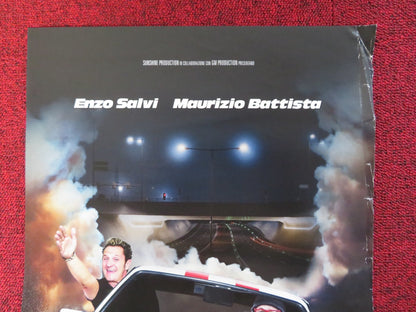 SUNSHINE PRODUCTION IN COLLABORAZIONE CON GM PRODUCTION PRESENTANO
Enzo Salvi Maurizio Battista